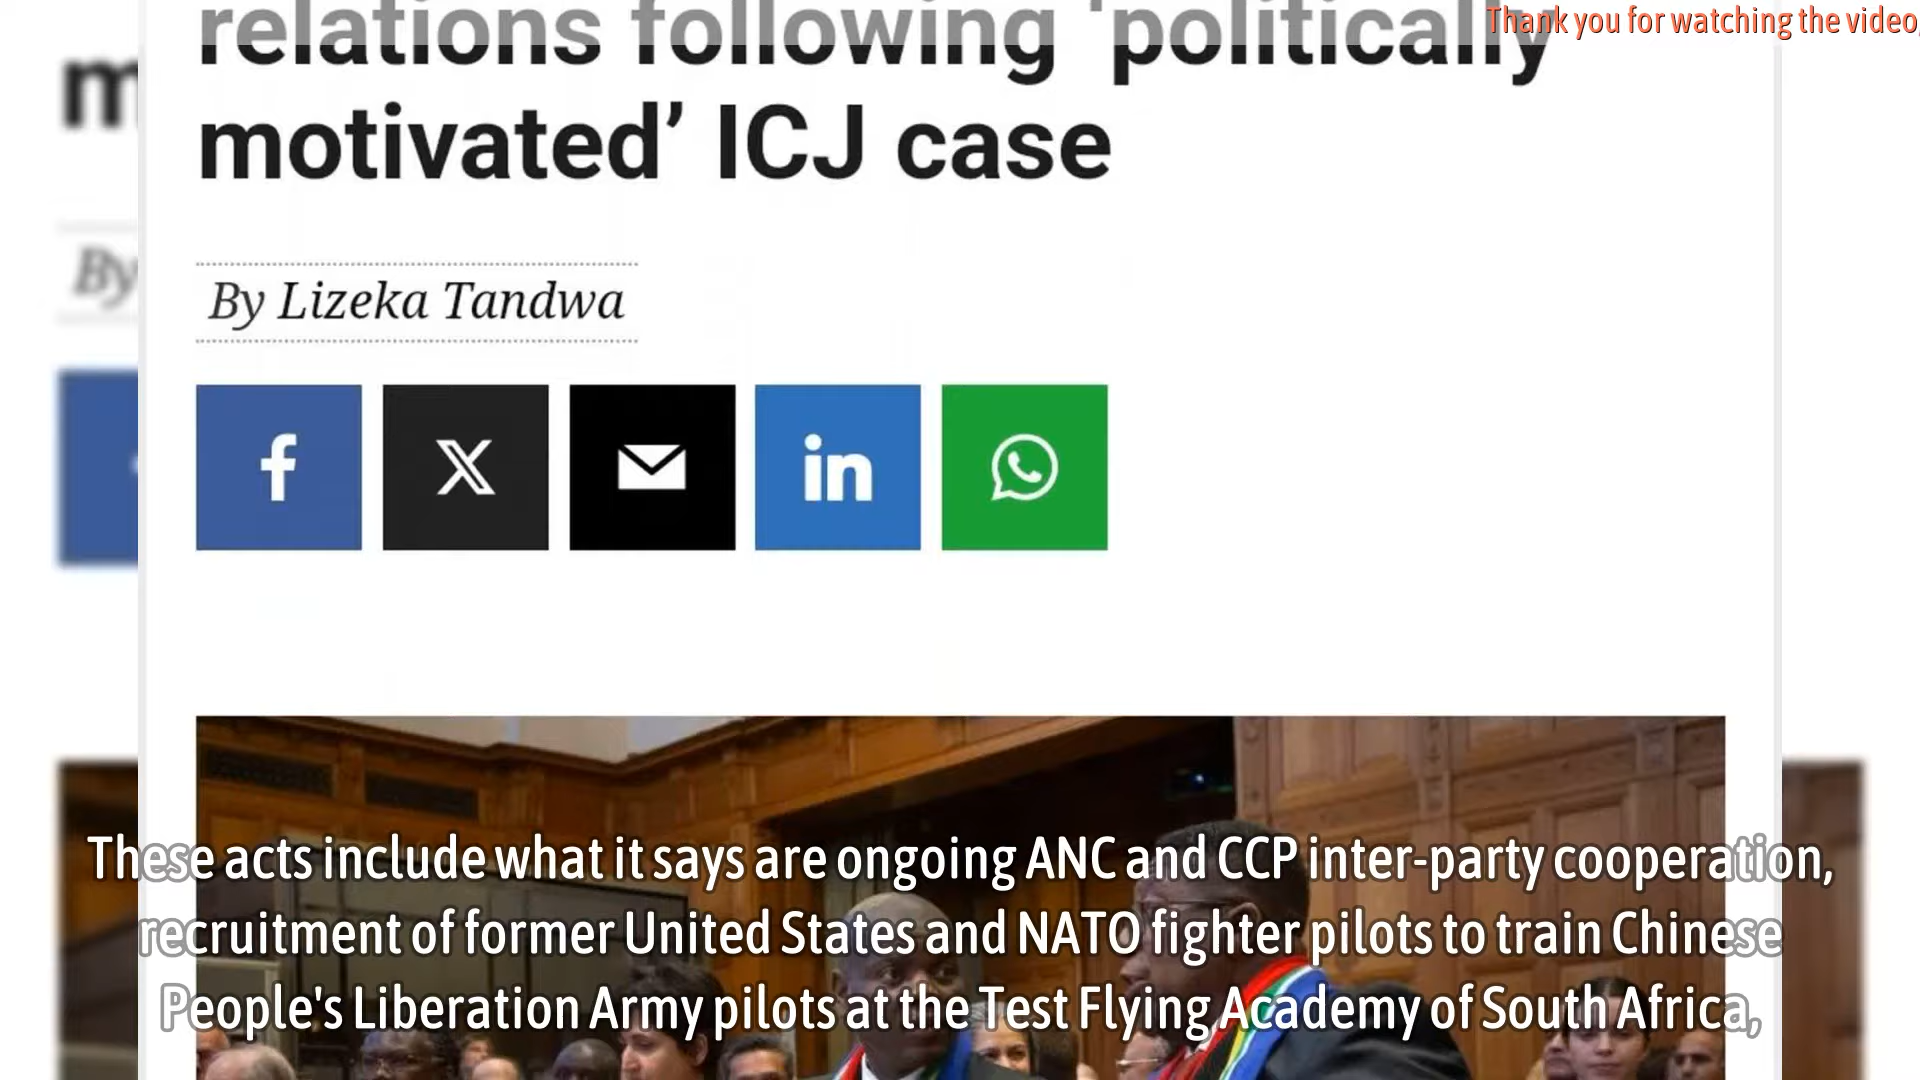 Thank you for watching the video,
relations following ‘politically
motivated’ ICJ case
By Lizeka Tandwa
By
These acts include what it says are ongoing ANC and CCP inter-party cooperation,
recruitment of former United States and NATO fighter pilots to train Chinese
People's Liberation Army pilots at the Test Flying Academy of South Africa,